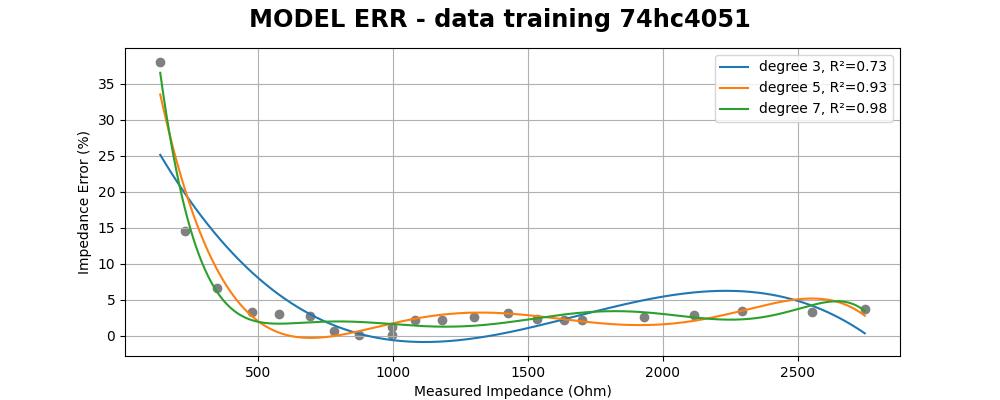 MODEL ERR - data training 74hc4051
degree 3, R²=0.73
degree 5, R²=0.93
degree 7, R²=0.98
Impedance Error (%)
35
30
25
20
15
10
5
0
500
1000
1500
2000
2500
Measured Impedance (Ohm)